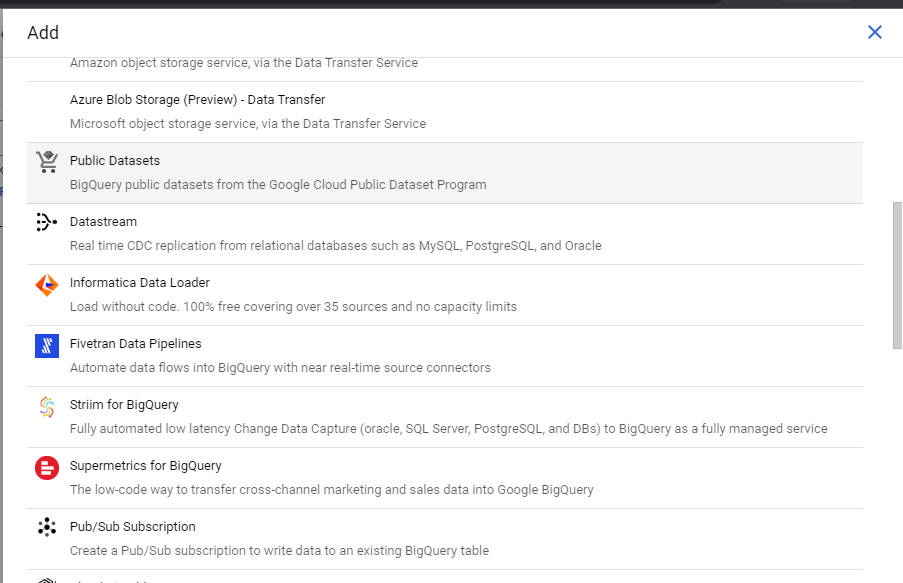 Add
Amazon object storage service, via the Data Transfer Service
Azure Blob Storage (Preview) - Data Transfer
Microsoft object storage service, via the Data Transfer Service
Public Datasets
BigQuery public datasets from the Google Cloud Public Dataset Program
Datastream
Real time CDC replication from relational databases such as MySQL, PostgreSQL, and Oracle
Informatica Data Loader
Load without code. 100% free covering over 35 sources and no capacity limits
Fivetran Data Pipelines
Automate data flows into BigQuery with near real-time source connectors
Striim for BigQuery
Fully automated low latency Change Data Capture (oracle, SQL Server, PostgreSQL, and DBs) to BigQuery as a fully managed service
Supermetrics for BigQuery
The low-code way to transfer cross-channel marketing and sales data into Google BigQuery
Pub/Sub Subscription
Create a Pub/Sub subscription to write data to an existing BigQuery table